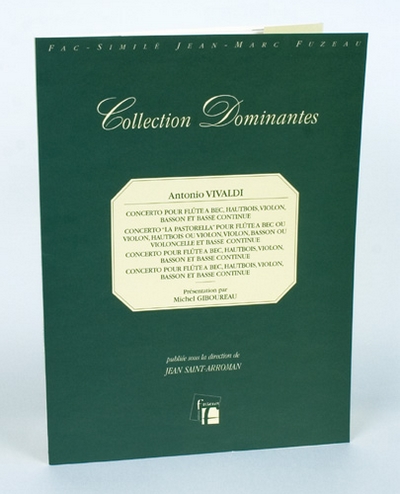 Fac-Similé Jean-Marc Fuzeau
Collection Dominantes
Antonio VIVALDI
CONCERTO POUR FLÛTE A BEC, HAUTBOIS, VIOLON,
BASSON ET BASSE CONTINUE
CONCERTO "LA PASTORELLA" POUR FLÛTE A BEC OU
VIOLON, HAUTBOIS OU VIOLON, VIOLON, BASSON OU
VIOLONCELLE ET BASSE CONTINUE
CONCERTO POUR FLÛTE A BEC, HAUTBOIS, VIOLON,
BASSON ET BASSE CONTINUE
CONCERTO POUR FLÛTE A BEC, HAUTBOIS, VIOLON,
BASSON ET BASSE CONTINUE
Présentation par
Michel GIBOUREAU
publiée sous la direction de
JEAN SAINT-ARROMAN
FUZEAU